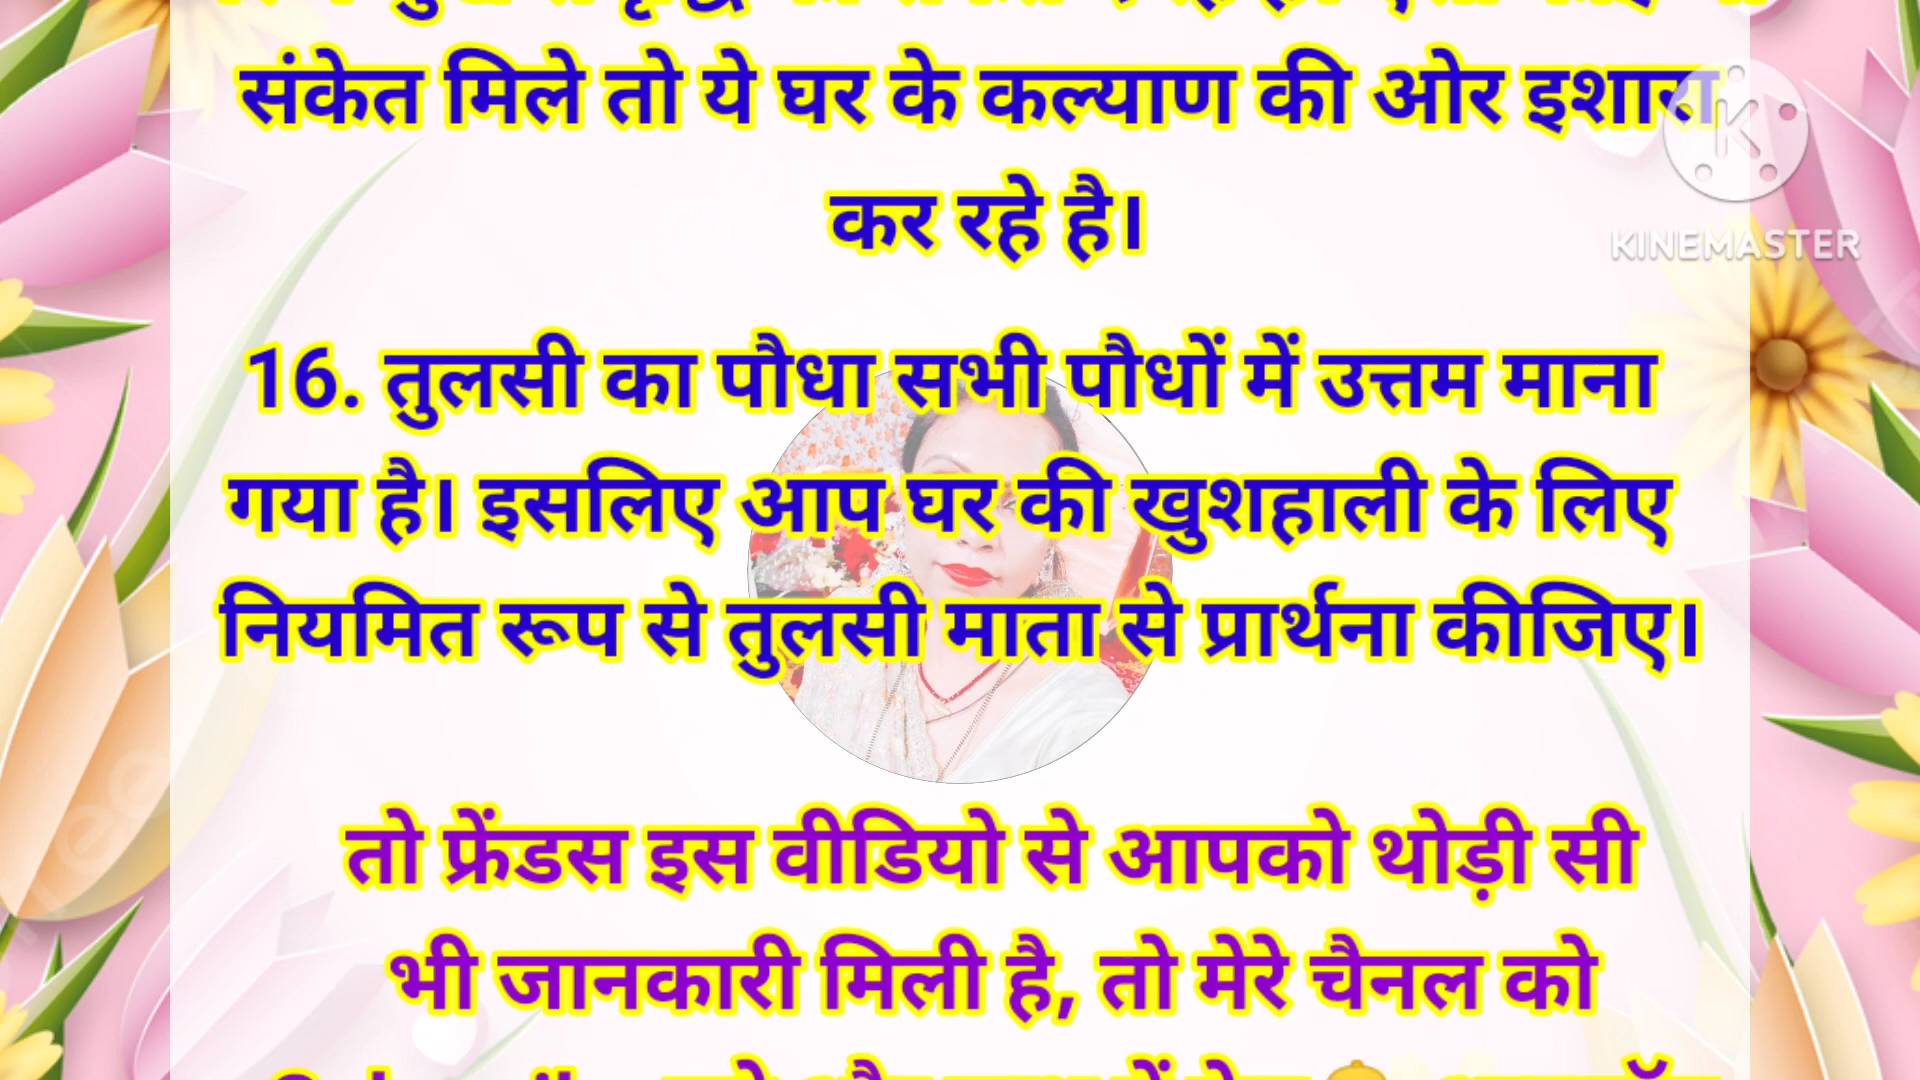 संकेत मिले तो ये घर के कल्याण की ओर इशारा
कर रहे है।
KINEMASTER
16. तुलसी का पौधा सभी पौधों में उत्तम माना
गया है। इसलिए आप घर की खुशहाली के लिए
नियमित रूप से तुलसी माता से प्रार्थना कीजिए।
तो फ्रेंडस इस वीडियो से आपको थोड़ी सी
भी जानकारी मिली है, तो मेरे चैनल को